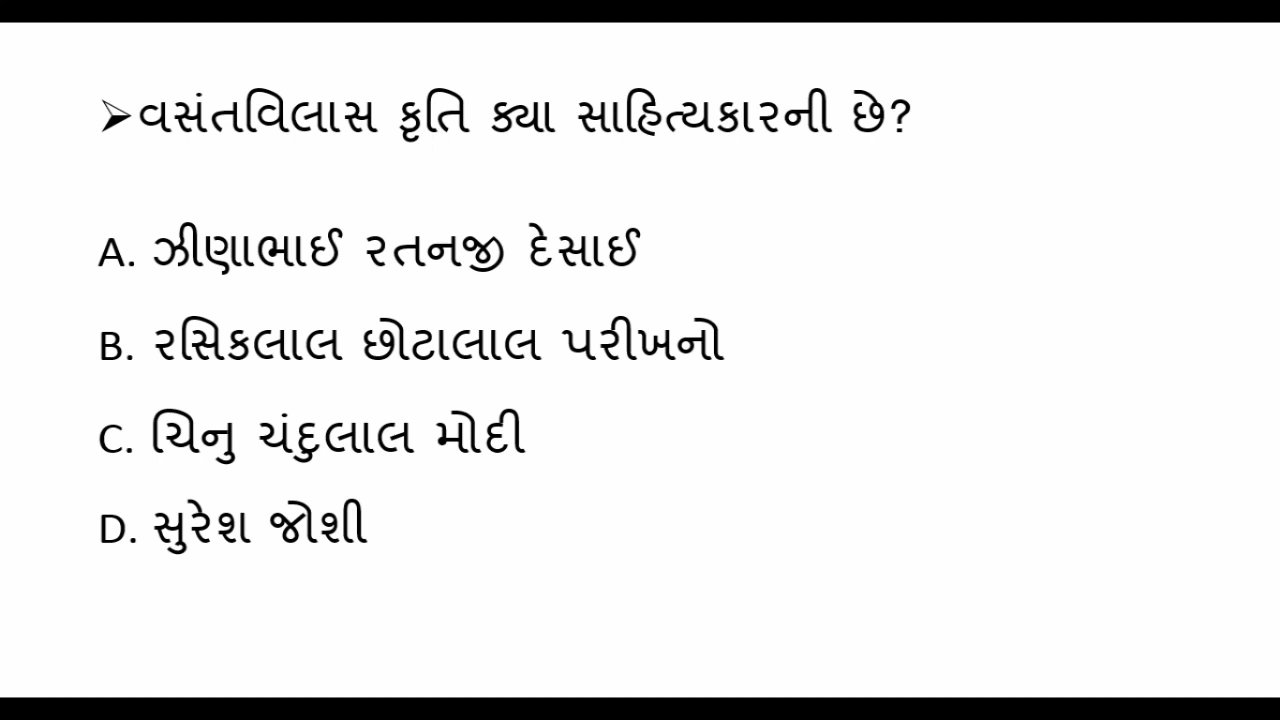 ➢વસંતવિલાસ કૃતિ ક્યા સાહિત્યકારની છે?
A. ઝીણાભાઈ રતનજી દેસાઈ
B. રસિકલાલ છોટાલાલ પરીખનો
C. ચિનુ ચંદુલાલ મોદી
D. સુરેશ જોશી